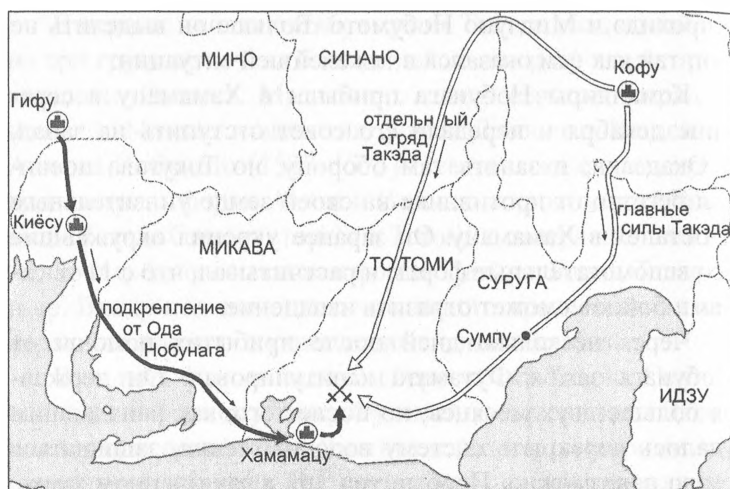 МИНО
СИНАНО
Кофу
Гифу
отдельный
отряд
Такэда
Киёсу
главные
силы Такэда
МИКАВА
ТОТОМИ
СУРУГА
подкрепление
от Ода
Нобунага
Сумпу
ИДЗУ
Хамамацу